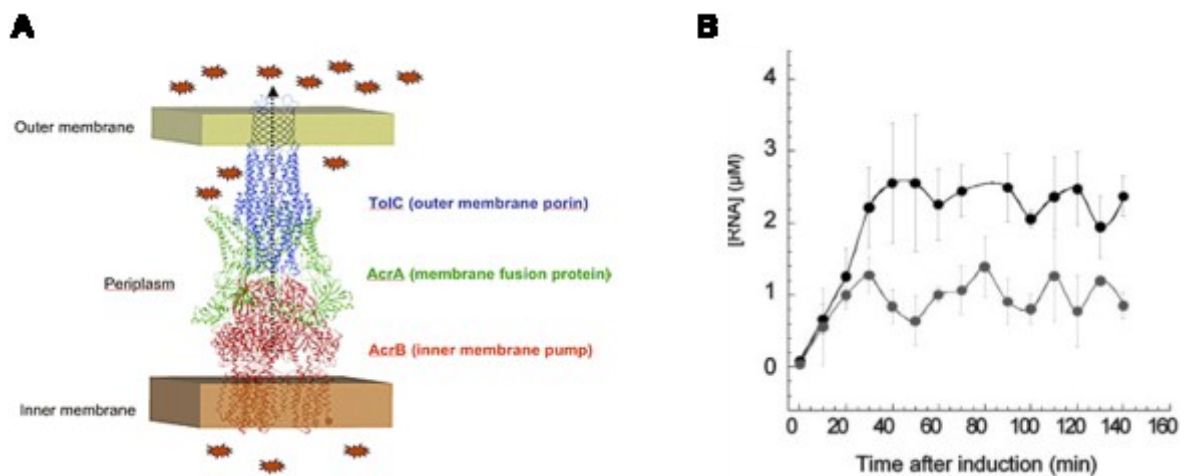 A
Outer membrane
TolC (outer membrane porin)
AcrA (membrane fusion protein)
Periplasm
AcrB (inner membrane pump)
Inner membrane
B
[RNA] (µM)
4
3
2
1
0
0 20 40 60 80 100 120 140 160
Time after induction (min)